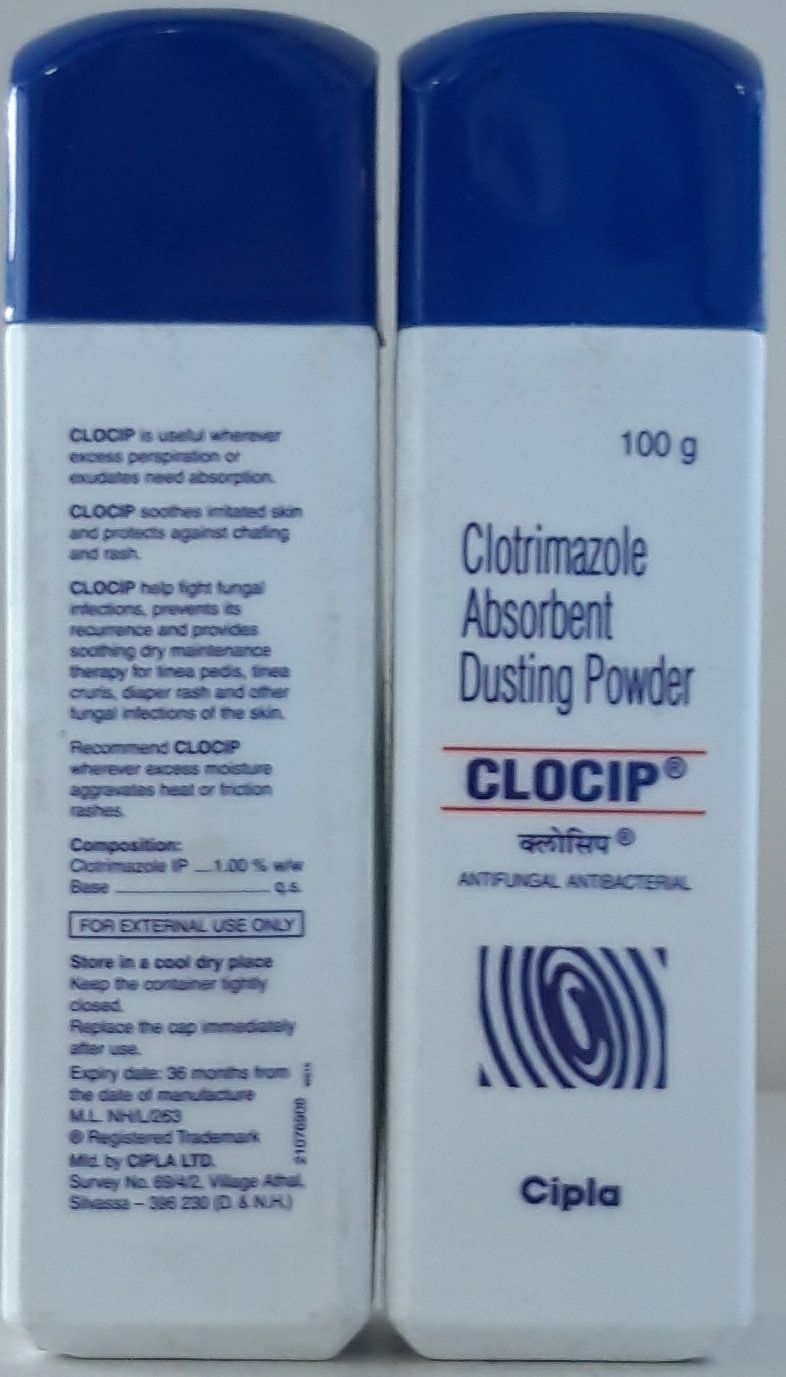 CLOCIP is useful wherever
excess perspiration or
exudates need absorption.
CLOCIP soothes irritated skin
and protects against chafing
and rash.
CLOCIP help fight fungal
infections, prevents its
recurrence and provides
soothing dry maintenance
therapy for tinea pedis, tinea
cruris, diaper rash and other
fungal infections of the skin.
Recommend CLOCIP
wherever excess moisture
aggravates heat or friction
rashes.
Composition:
Clotrimazole IP ... 1.00 % w/w
Base q.s.
FOR EXTERNAL USE ONLY
Store in a cool dry place
Keep the container tightly
closed.
Replace the cap immediately
after use.
Expiry date: 36 months from
the date of manufacture
M.L. NH/L/263
® Registered Trademark
Mfd. by CIPLA LTD.
Survey No. 69/4/2, Village Athal,
Silvassa – 396 230 (D. & N.H.)
21076908
100 g
Clotrimazole
Absorbent
Dusting Powder
CLOCIP®
क्लोसिप ®
ANTIFUNGAL ANTIBACTERIAL
Cipla